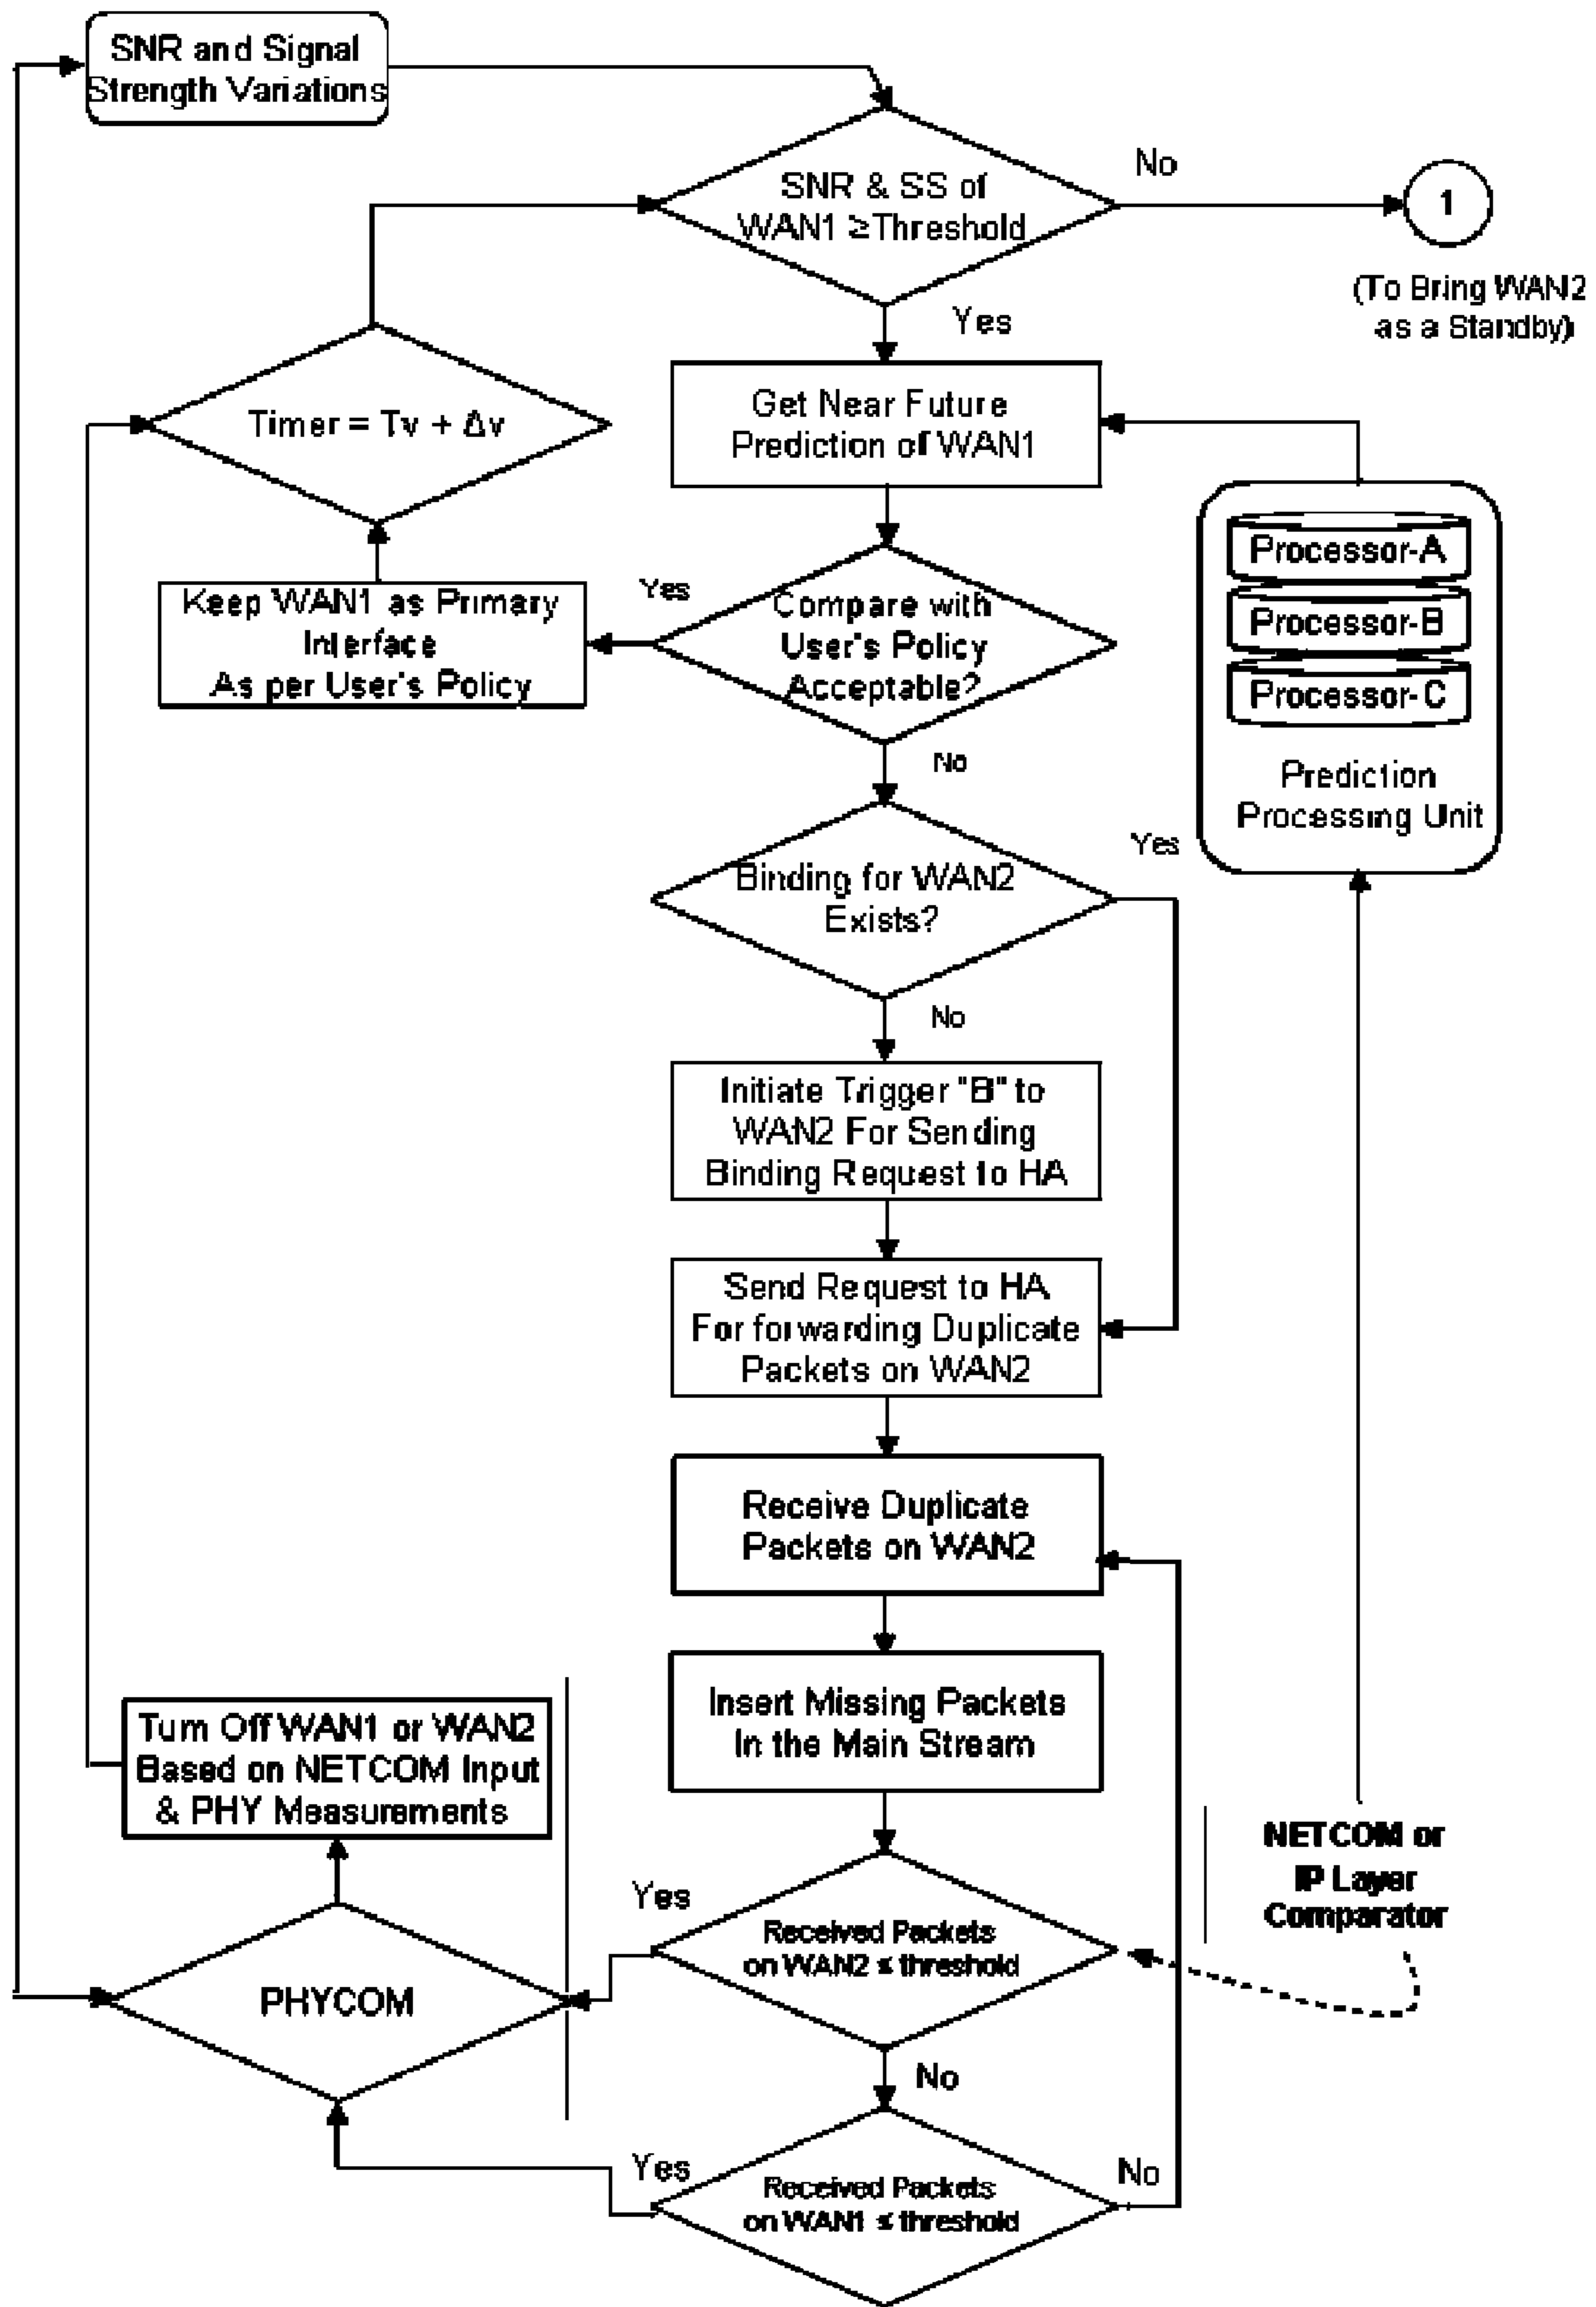 SNR and Signal
Strength Variations
SNR & SS of
WAN1 ≥Threshold
No
1
(To Bring WAN2
as a Standby)
Yes
Timer = Tv + Δv
Get Near Future
Prediction of WAN1
Processor-A
Processor-B
Processor-C
Prediction
Processing Unit
Keep WAN1 as Primary
Interface
As per User's Policy
Yes
Compare with
User's Policy
Acceptable?
No
Binding for WAN2
Exists?
Yes
No
Initiate Trigger "B" to
WAN2 For Sending
Binding Request to HA
Send Request to HA
For forwarding Duplicate
Packets on WAN2
Receive Duplicate
Packets on WAN2
Insert Missing Packets
In the Main Stream
Turn Off WAN1 or WAN2
Based on NETCOM Input
& PHY Measurements
NETCOM or
IP Layer
Comparator
Yes
Received Packets
on WAN2 ≤ threshold
PHYCOM
No
Yes
Received Packets
on WAN1 ≤ threshold
No